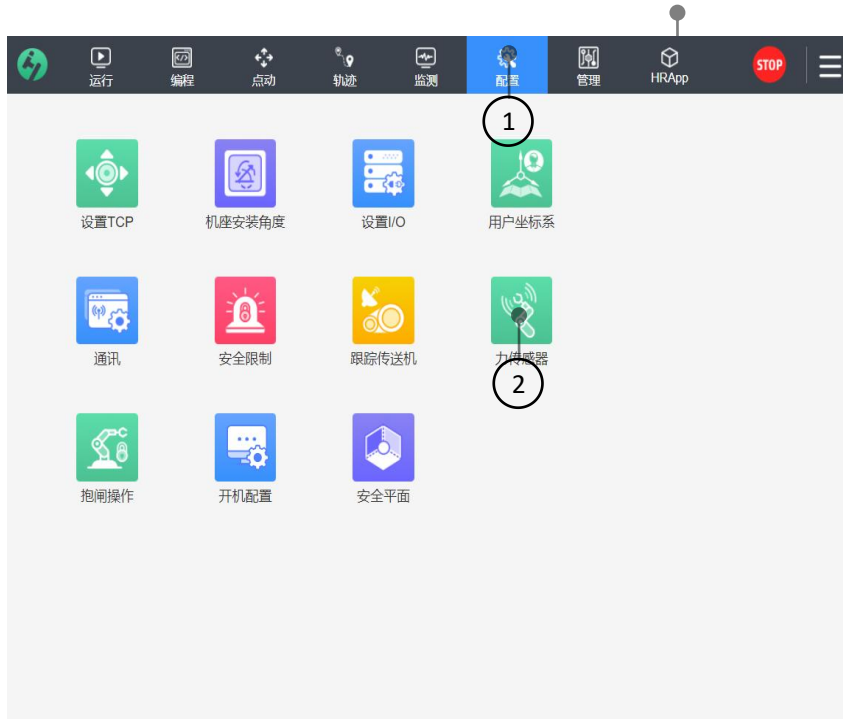 运行 编程 点动 轨迹 监测 配置 管理 HRApp STOP
1
设置TCP 机座安装角度 设置I/O 用户坐标系
通讯 安全限制 跟踪传送机 力传感器
2
抱闸操作 开机配置 安全平面